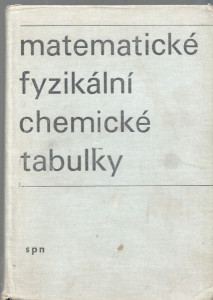 matematické
fyzikální
chemické
tabulky
spn